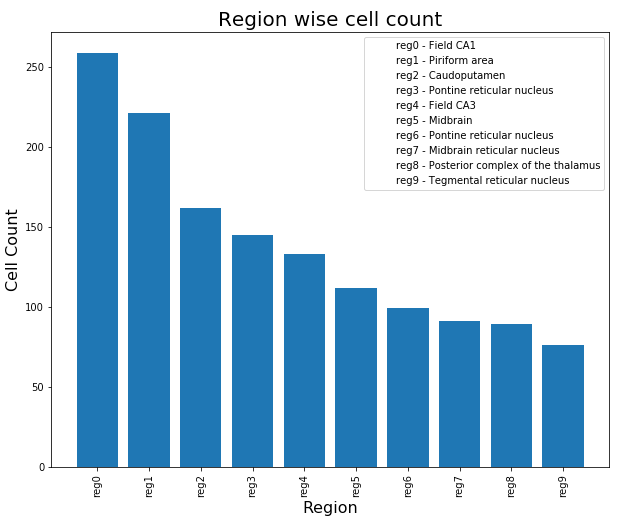 Region wise cell count
reg0 - Field CA1
reg1 - Piriform area
reg2 - Caudoputamen
reg3 - Pontine reticular nucleus
reg4 - Field CA3
reg5 - Midbrain
reg6 - Pontine reticular nucleus
reg7 - Midbrain reticular nucleus
reg8 - Posterior complex of the thalamus
reg9 - Tegmental reticular nucleus
Cell Count
250
200
150
100
50
0
reg0 reg1 reg2 reg3 reg4 reg5 reg6 reg7 reg8 reg9
Region